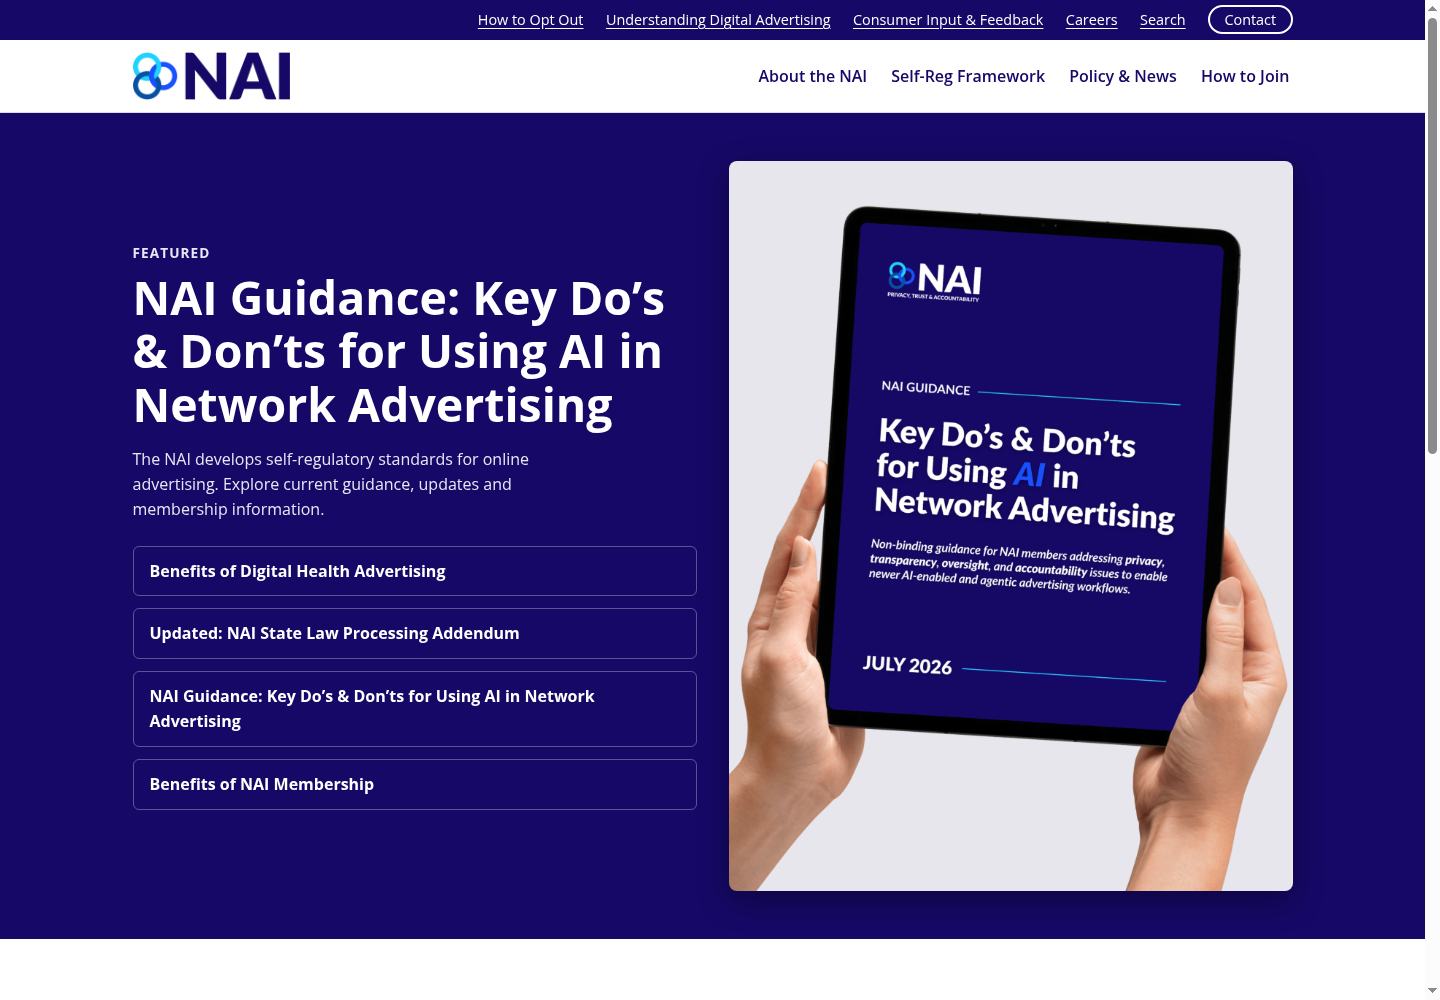 How to Opt Out
Understanding Digital Advertising
Consumer Input & Feedback
Careers
Search
Contact
NAI
About the NAI
Self-Reg Framework
Policy & News
How to Join
FEATURED
NAI Guidance: Key Do’s
& Don’ts for Using AI in
Network Advertising
The NAI develops self-regulatory standards for online
advertising. Explore current guidance, updates and
membership information.
Benefits of Digital Health Advertising
Updated: NAI State Law Processing Addendum
NAI Guidance: Key Do’s & Don’ts for Using AI in Network
Advertising
Benefits of NAI Membership
NAI
PRIVACY, TRUST & ACCOUNTABILITY
NAI GUIDANCE
Key Do’s & Don’ts
for Using AI in
Network Advertising
Non-binding guidance for NAI members addressing privacy,
transparency, oversight, and accountability issues to enable
newer AI-enabled and agentic advertising workflows.
JULY 2026